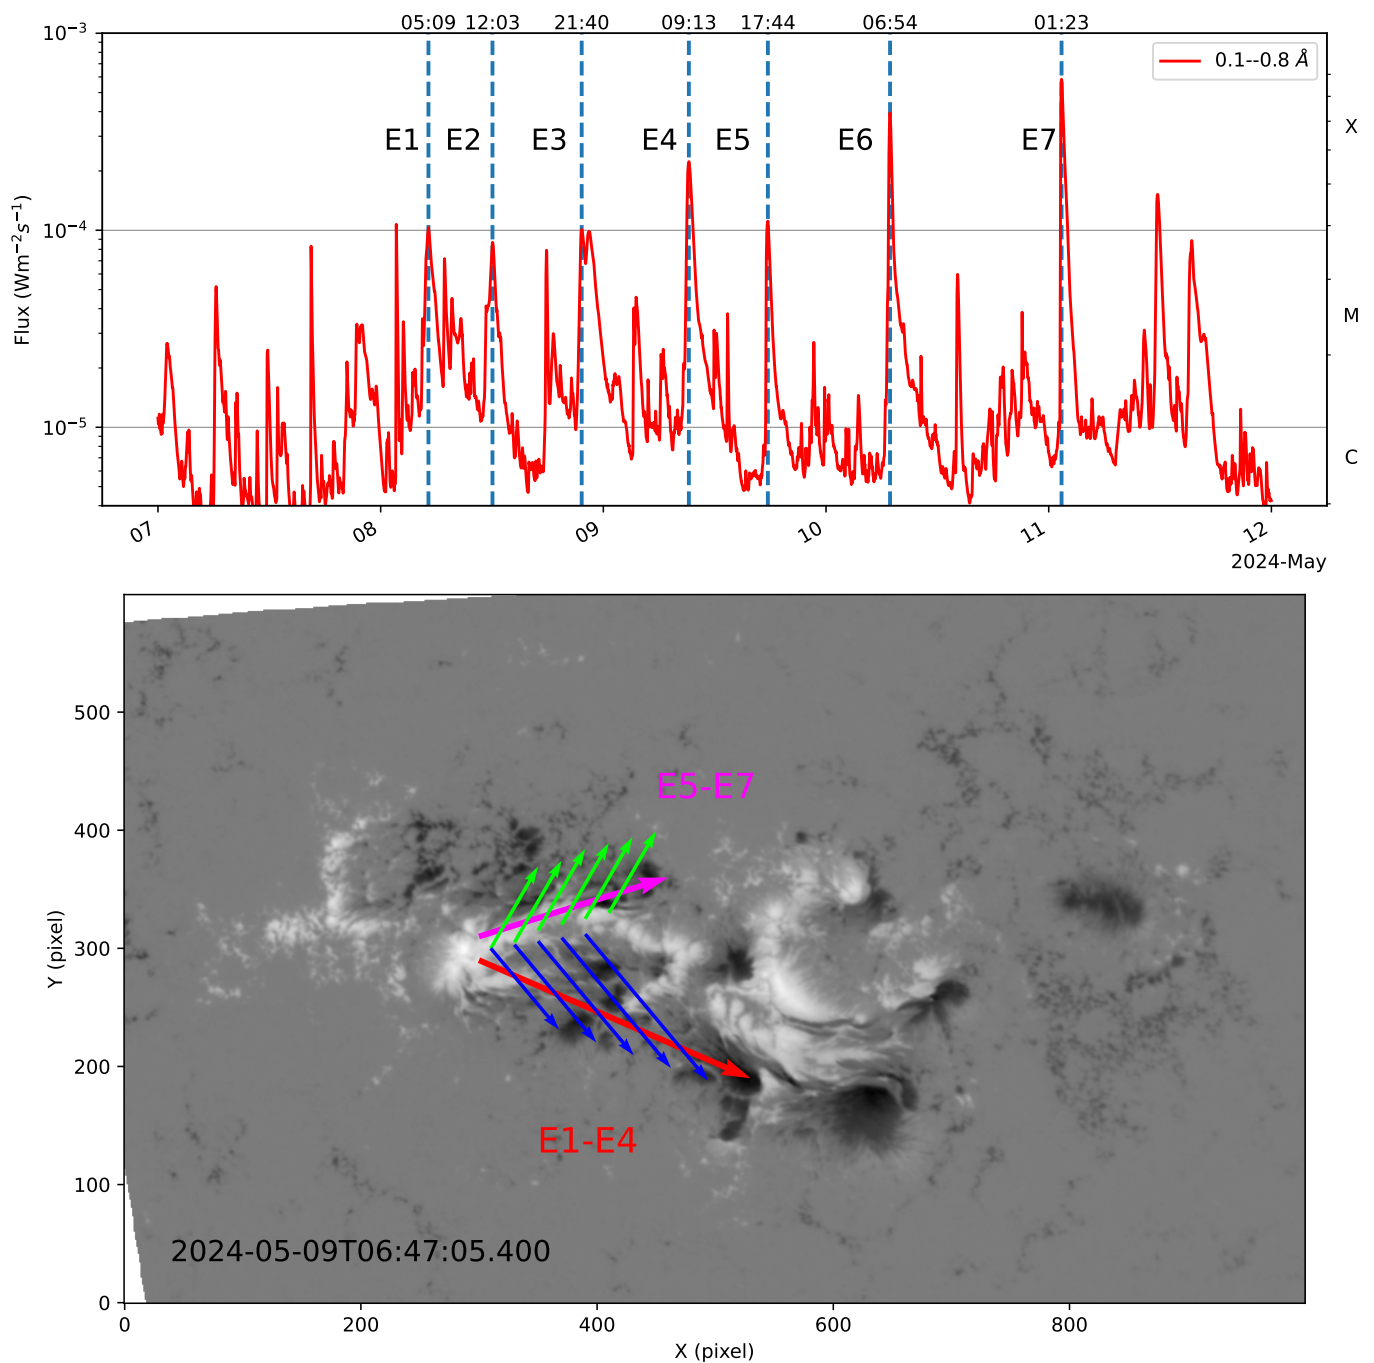 05:09 12:03 21:40 09:13 17:44 06:54 01:23
10⁻³
0.1--0.8 Å
X
E1 E2 E3 E4 E5 E6 E7
10⁻⁴
Flux (Wm⁻²s⁻¹)
M
10⁻⁵
C
07 08 09 10 11 12
2024-May
500
E5-E7
400
300
Y (pixel)
200
E1-E4
100
2024-05-09T06:47:05.400
0
0 200 400 600 800
X (pixel)